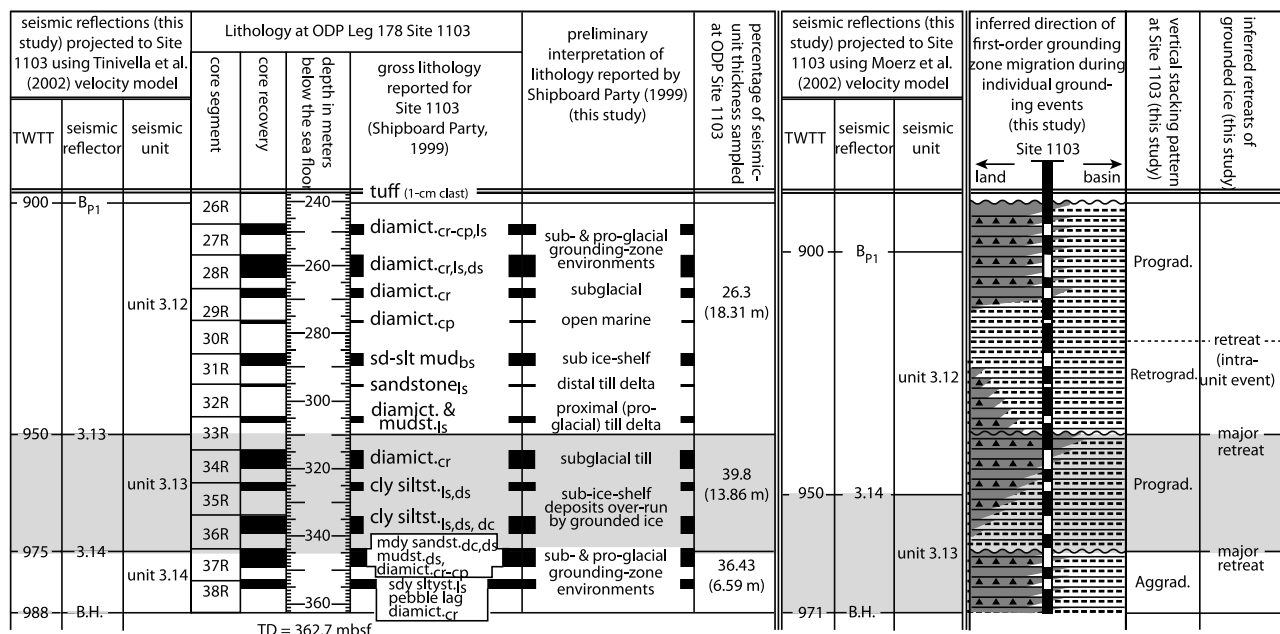 seismic reflections (this
study) projected to Site
1103 using Tinivella et al.
(2002) velocity model
TWTT
seismic
reflector
seismic
unit
Lithology at ODP Leg 178 Site 1103
core segment
core recovery
depth in meters
below the sea floor
gross lithology
reported for
Site 1103
(Shipboard Party,
1999)
preliminary
interpretation of
lithology reported by
Shipboard Party (1999)
(this study)
percentage of seismic-
unit thickness sampled
at ODP Site 1103
seismic reflections (this
study) projected to Site
1103 using Moerz et al.
(2002) velocity model
TWTT
seismic
reflector
seismic
unit
inferred direction of
first-order grounding
zone migration during
individual ground-
ing events
(this study)
Site 1103
land
basin
vertical stacking pattern
at Site 1103 (this study)
inferred retreats of
grounded ice (this study)
900
BP1
950
3.13
975
3.14
988
B.H.
unit 3.12
unit 3.13
unit 3.14
26R
27R
28R
29R
30R
31R
32R
33R
34R
35R
36R
37R
38R
240
260
280
300
320
340
360
tuff (1-cm clast)
diamict.cr-cp,ls
diamict.cr,ls,ds
diamict.cr
diamict.cp
sd-slt mudbs
sandstonels
diamict. &
mudst.ls
diamict.cr
cly siltst.ls,ds
cly siltst.ls,ds, dc
mdy sandst.dc,ds
mudst.ds,
diamict.cr-cp
sdy sltyst.ls
pebble lag
diamict.cr
TD = 362.7 mbsf
sub- & pro-glacial
grounding-zone
environments
subglacial
open marine
sub ice-shelf
distal till delta
proximal (pro-
glacial) till delta
subglacial till
sub-ice-shelf
deposits over-run
by grounded ice
sub- & pro-glacial
grounding-zone
environments
26.3
(18.31 m)
39.8
(13.86 m)
36.43
(6.59 m)
900
BP1
950
3.14
971
B.H.
unit 3.12
unit 3.13
Prograd.
Retrograd.
Prograd.
Aggrad.
retreat
(intra-
unit event)
major
retreat
major
retreat